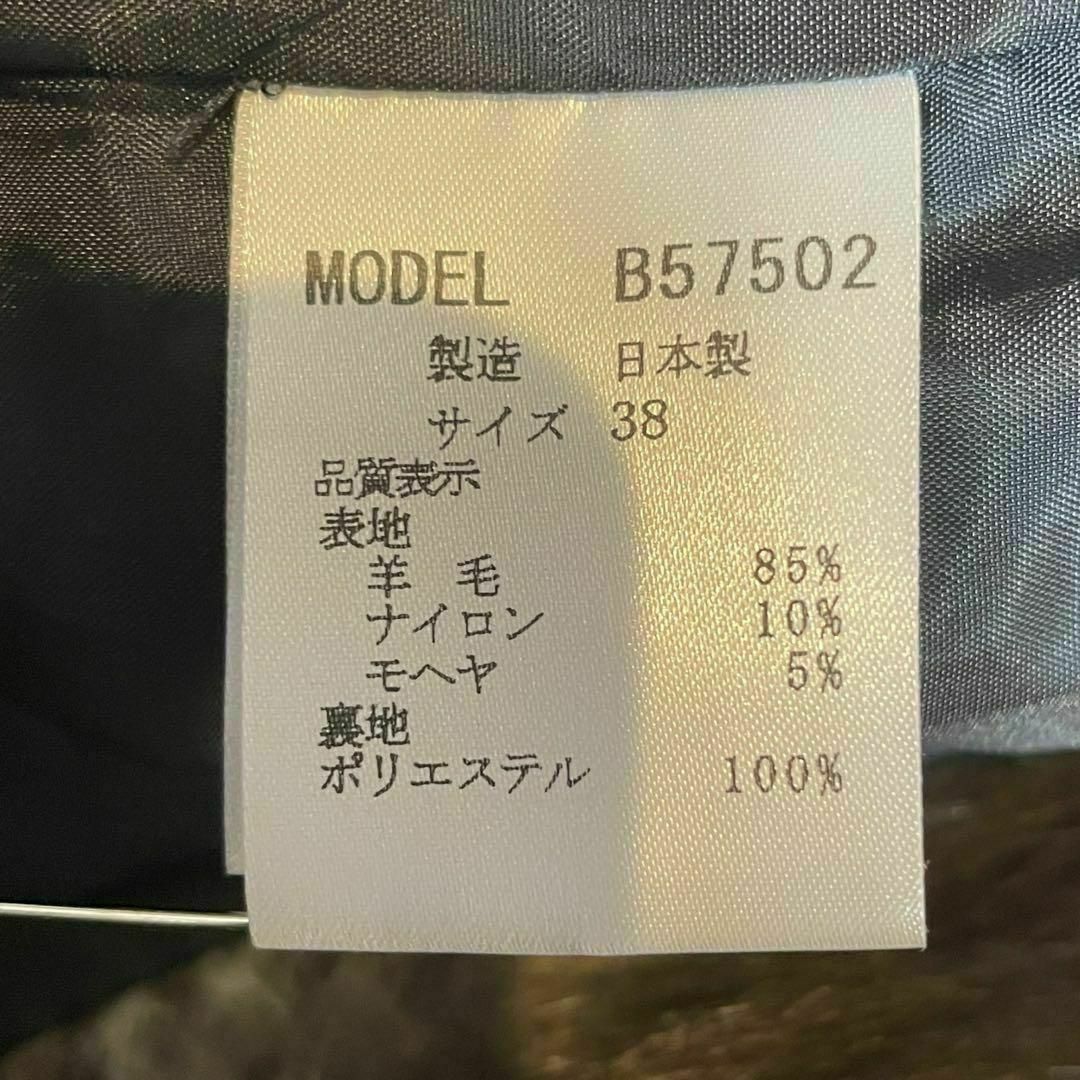 MODEL B57502
製造 日本製
サイズ 38
品質表示
表地
羊 毛 85%
ナイロン 10%
モヘヤ 5%
裏地
ポリエステル 100%